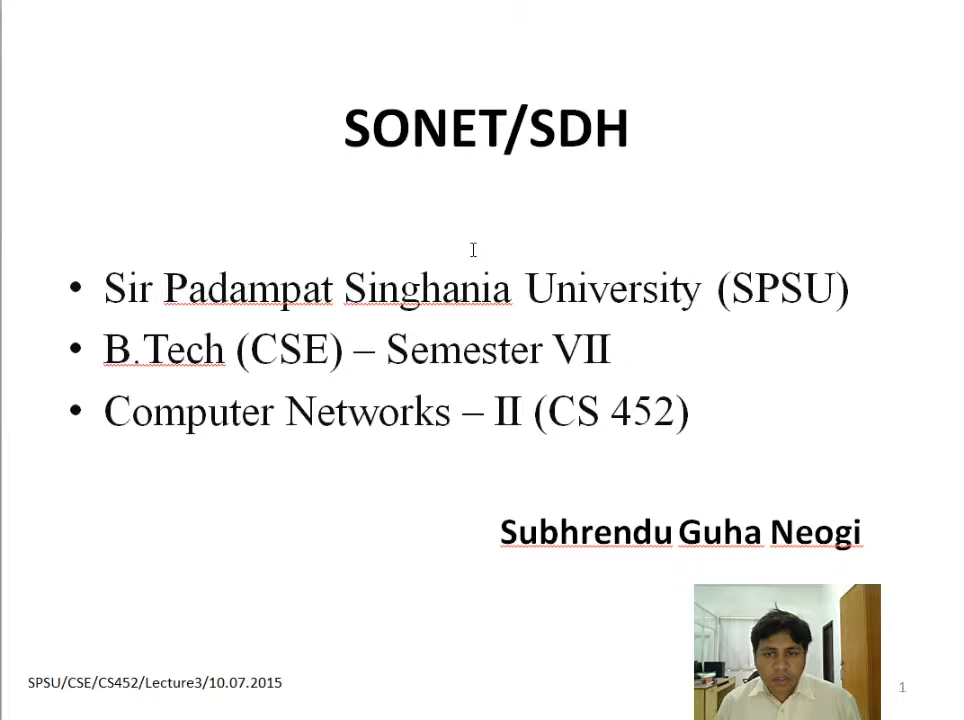 SONET/SDH
• Sir Padampat Singhania University (SPSU)
• B.Tech (CSE) – Semester VII
• Computer Networks – II (CS 452)
Subhrendu Guha Neogi
SPSU/CSE/CS452/Lecture3/10.07.2015
1